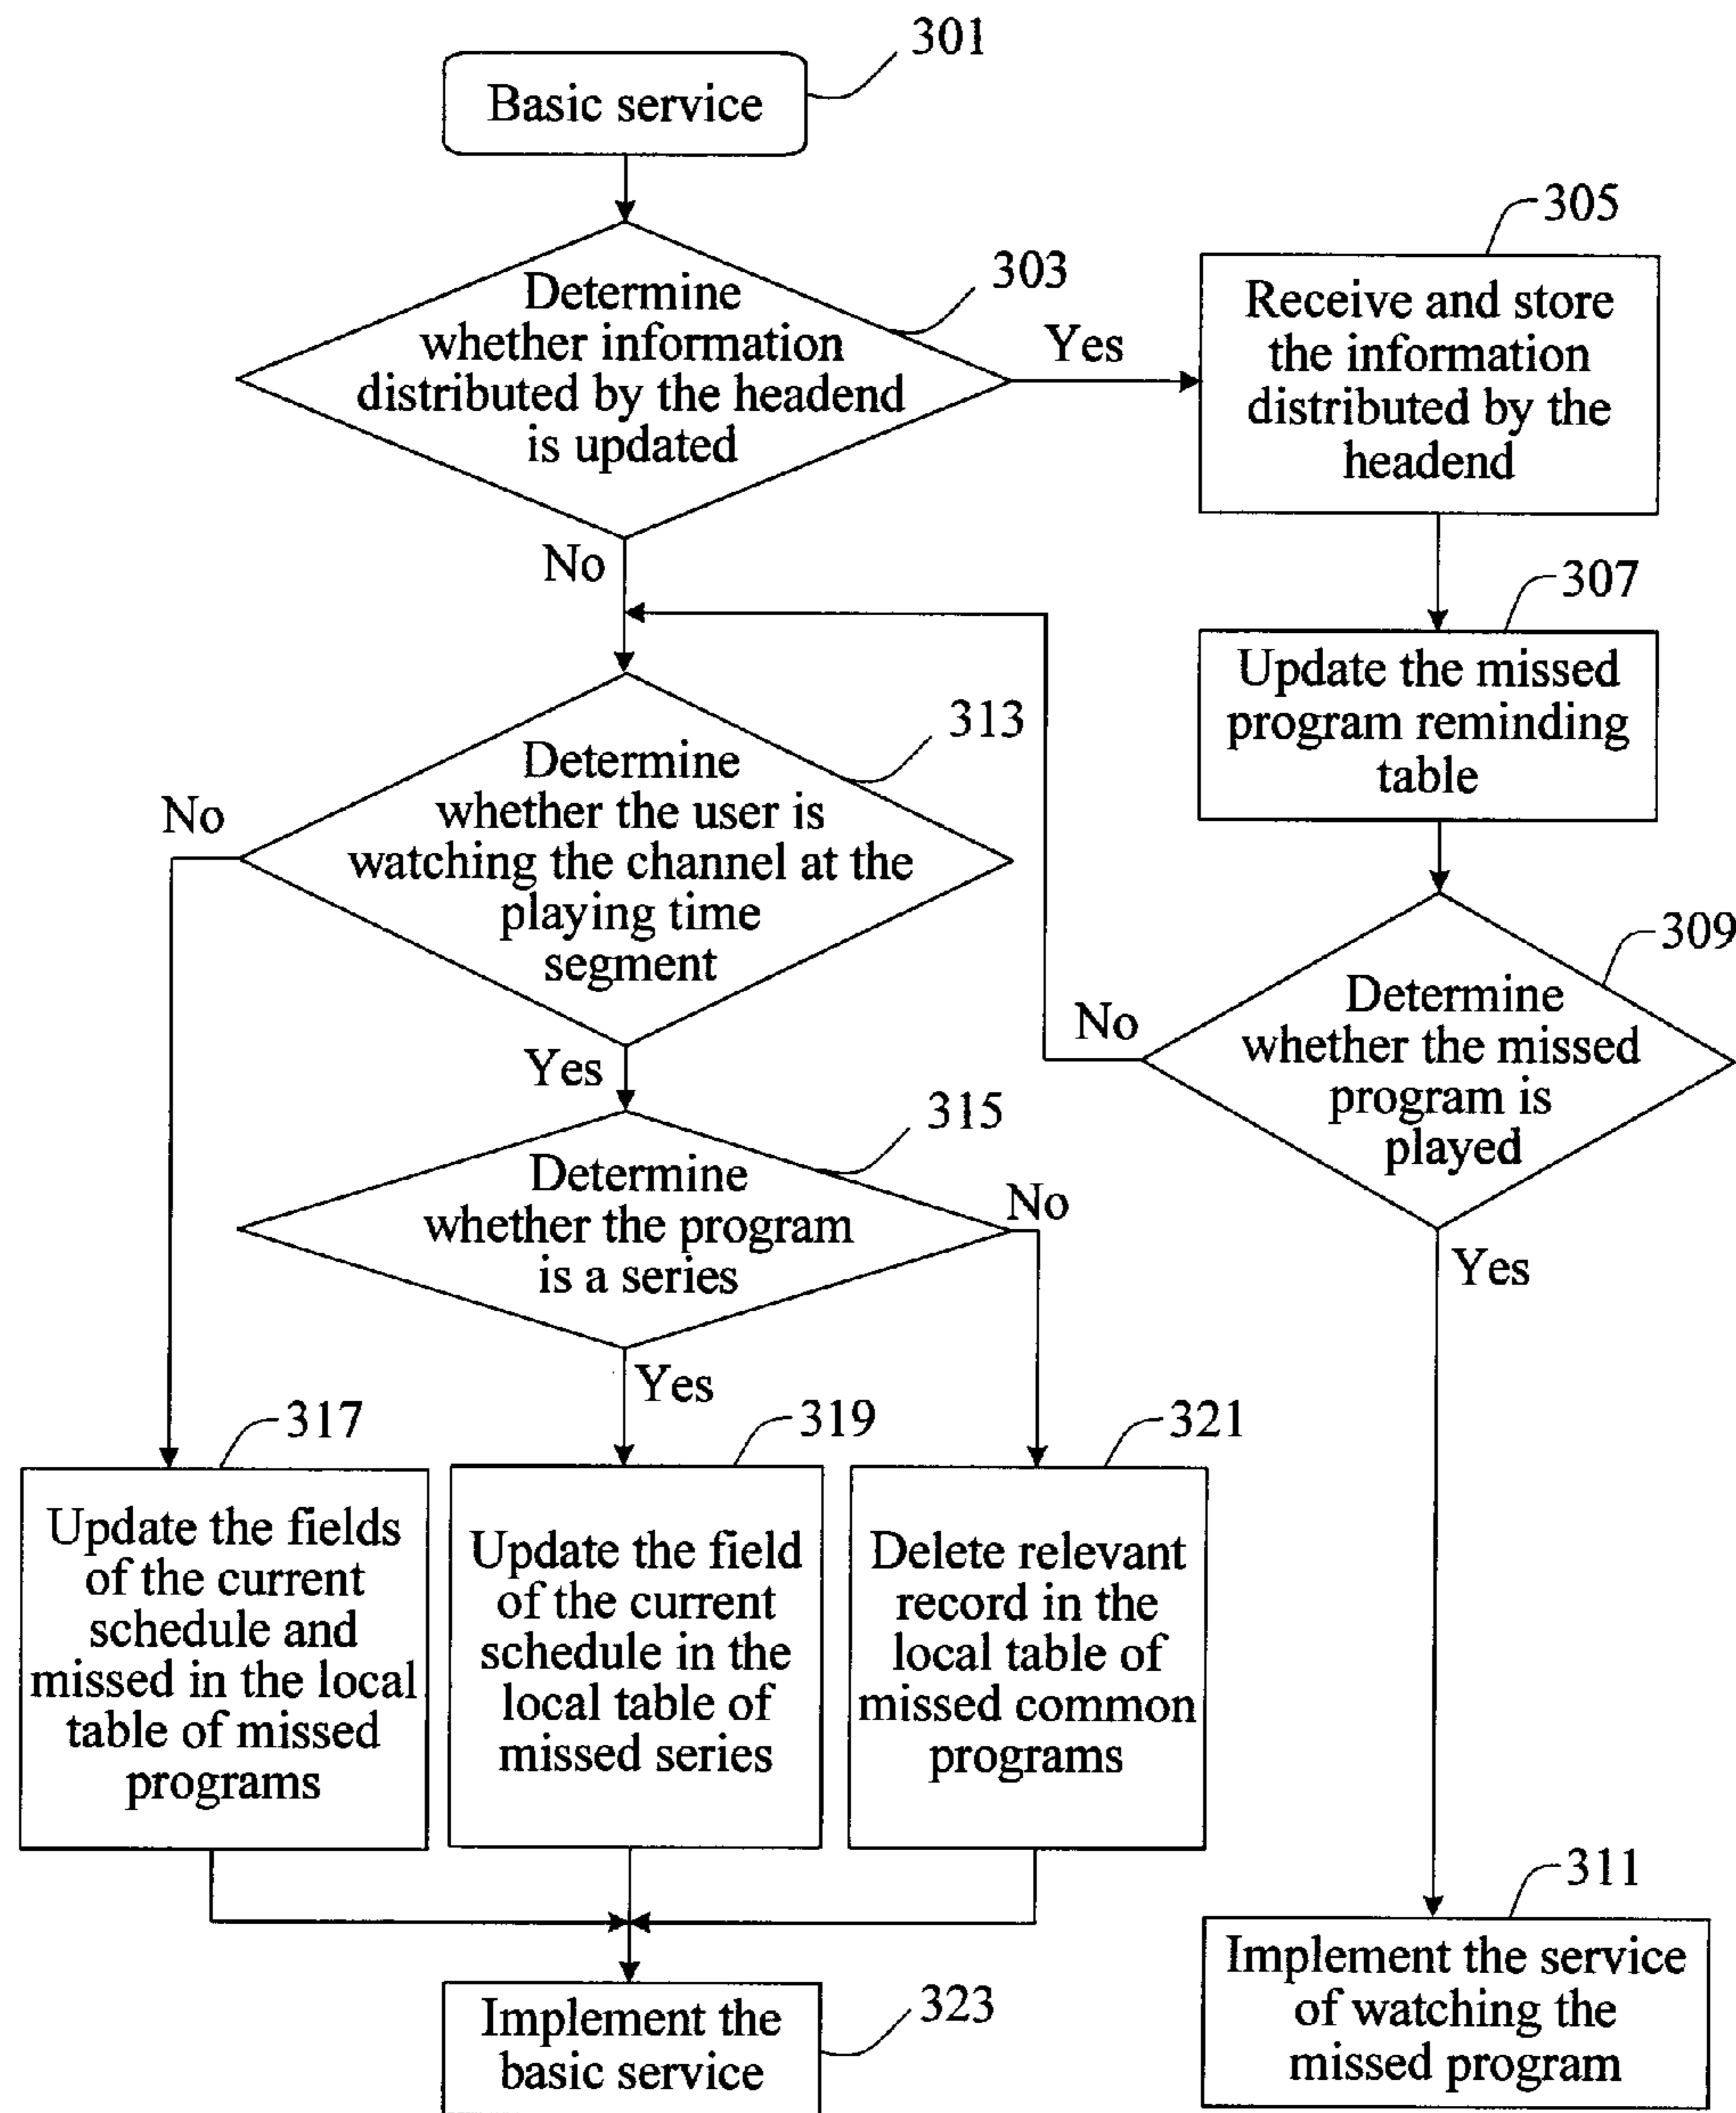 301
Basic service
303
Determine
whether information
distributed by the headend
is updated
Yes
No
305
Receive and store
the information
distributed by the
headend
307
Update the missed
program reminding
table
309
Determine
whether the missed
program is
played
No
Yes
313
Determine
whether the user is
watching the channel at the
playing time
segment
No
Yes
315
Determine
whether the program
is a series
No
Yes
317
Update the fields
of the current
schedule and
missed in the local
table of missed
programs
319
Update the field
of the current
schedule in the
local table of
missed series
321
Delete relevant
record in the
local table of
missed common
programs
311
Implement the service
of watching the
missed program
323
Implement the
basic service